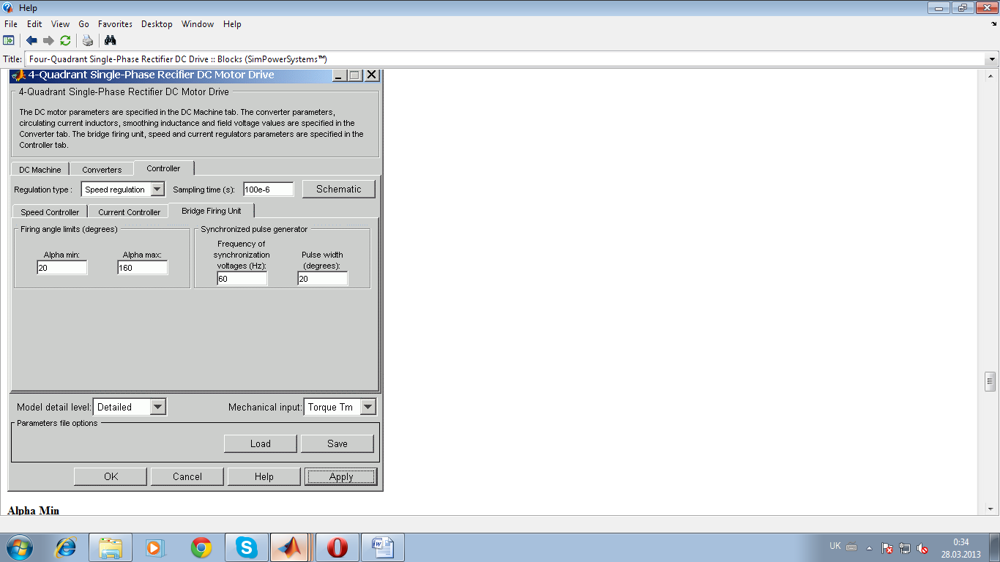 Help
File Edit View Go Favorites Desktop Window Help
Title: Four-Quadrant Single-Phase Rectifier DC Drive :: Blocks (SimPowerSystems™)
4-Quadrant Single-Phase Recifier DC Motor Drive
4-Quadrant Single-Phase Rectifier DC Motor Drive
The DC motor parameters are specified in the DC Machine tab. The converter parameters,
circulating current inductors, smoothing inductance and field voltage values are specified in the
Converter tab. The bridge firing unit, speed and current regulators parameters are specified in the
Controller tab.
DC Machine Converters Controller
Regulation type : Speed regulation Sampling time (s): 100e-6 Schematic
Speed Controller Current Controller Bridge Firing Unit
Firing angle limits (degrees)
Alpha min: Alpha max:
20 160
Synchronized pulse generator
Frequency of
synchronization
voltages (Hz):
60
Pulse width
(degrees):
20
Model detail level: Detailed Mechanical input: Torque Tm
Parameters file options
Load Save
OK Cancel Help Apply
Alpha Min
UK 0:34
28.03.2013